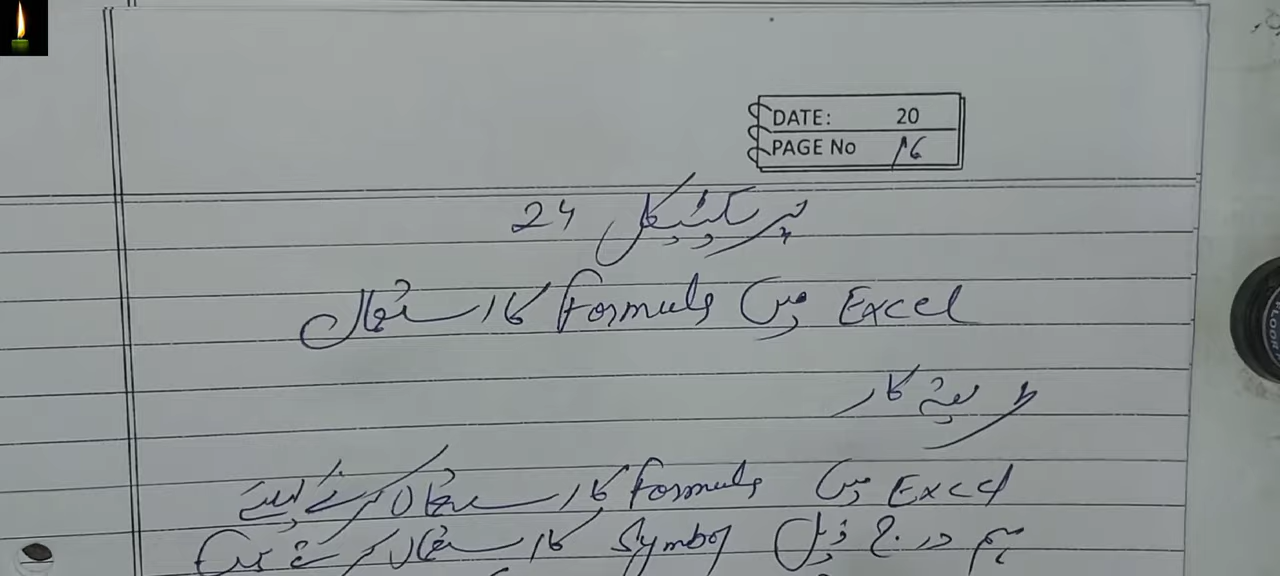 DATE: 20
PAGE No 16
پریکٹیکل 24
Excel میں Formula کا استعمال
طریقہ کار
Excel میں Formula کا استعمال کرنے کیلئے
ہم درج ذیل Symbol کا استعمال کرتے ہیں